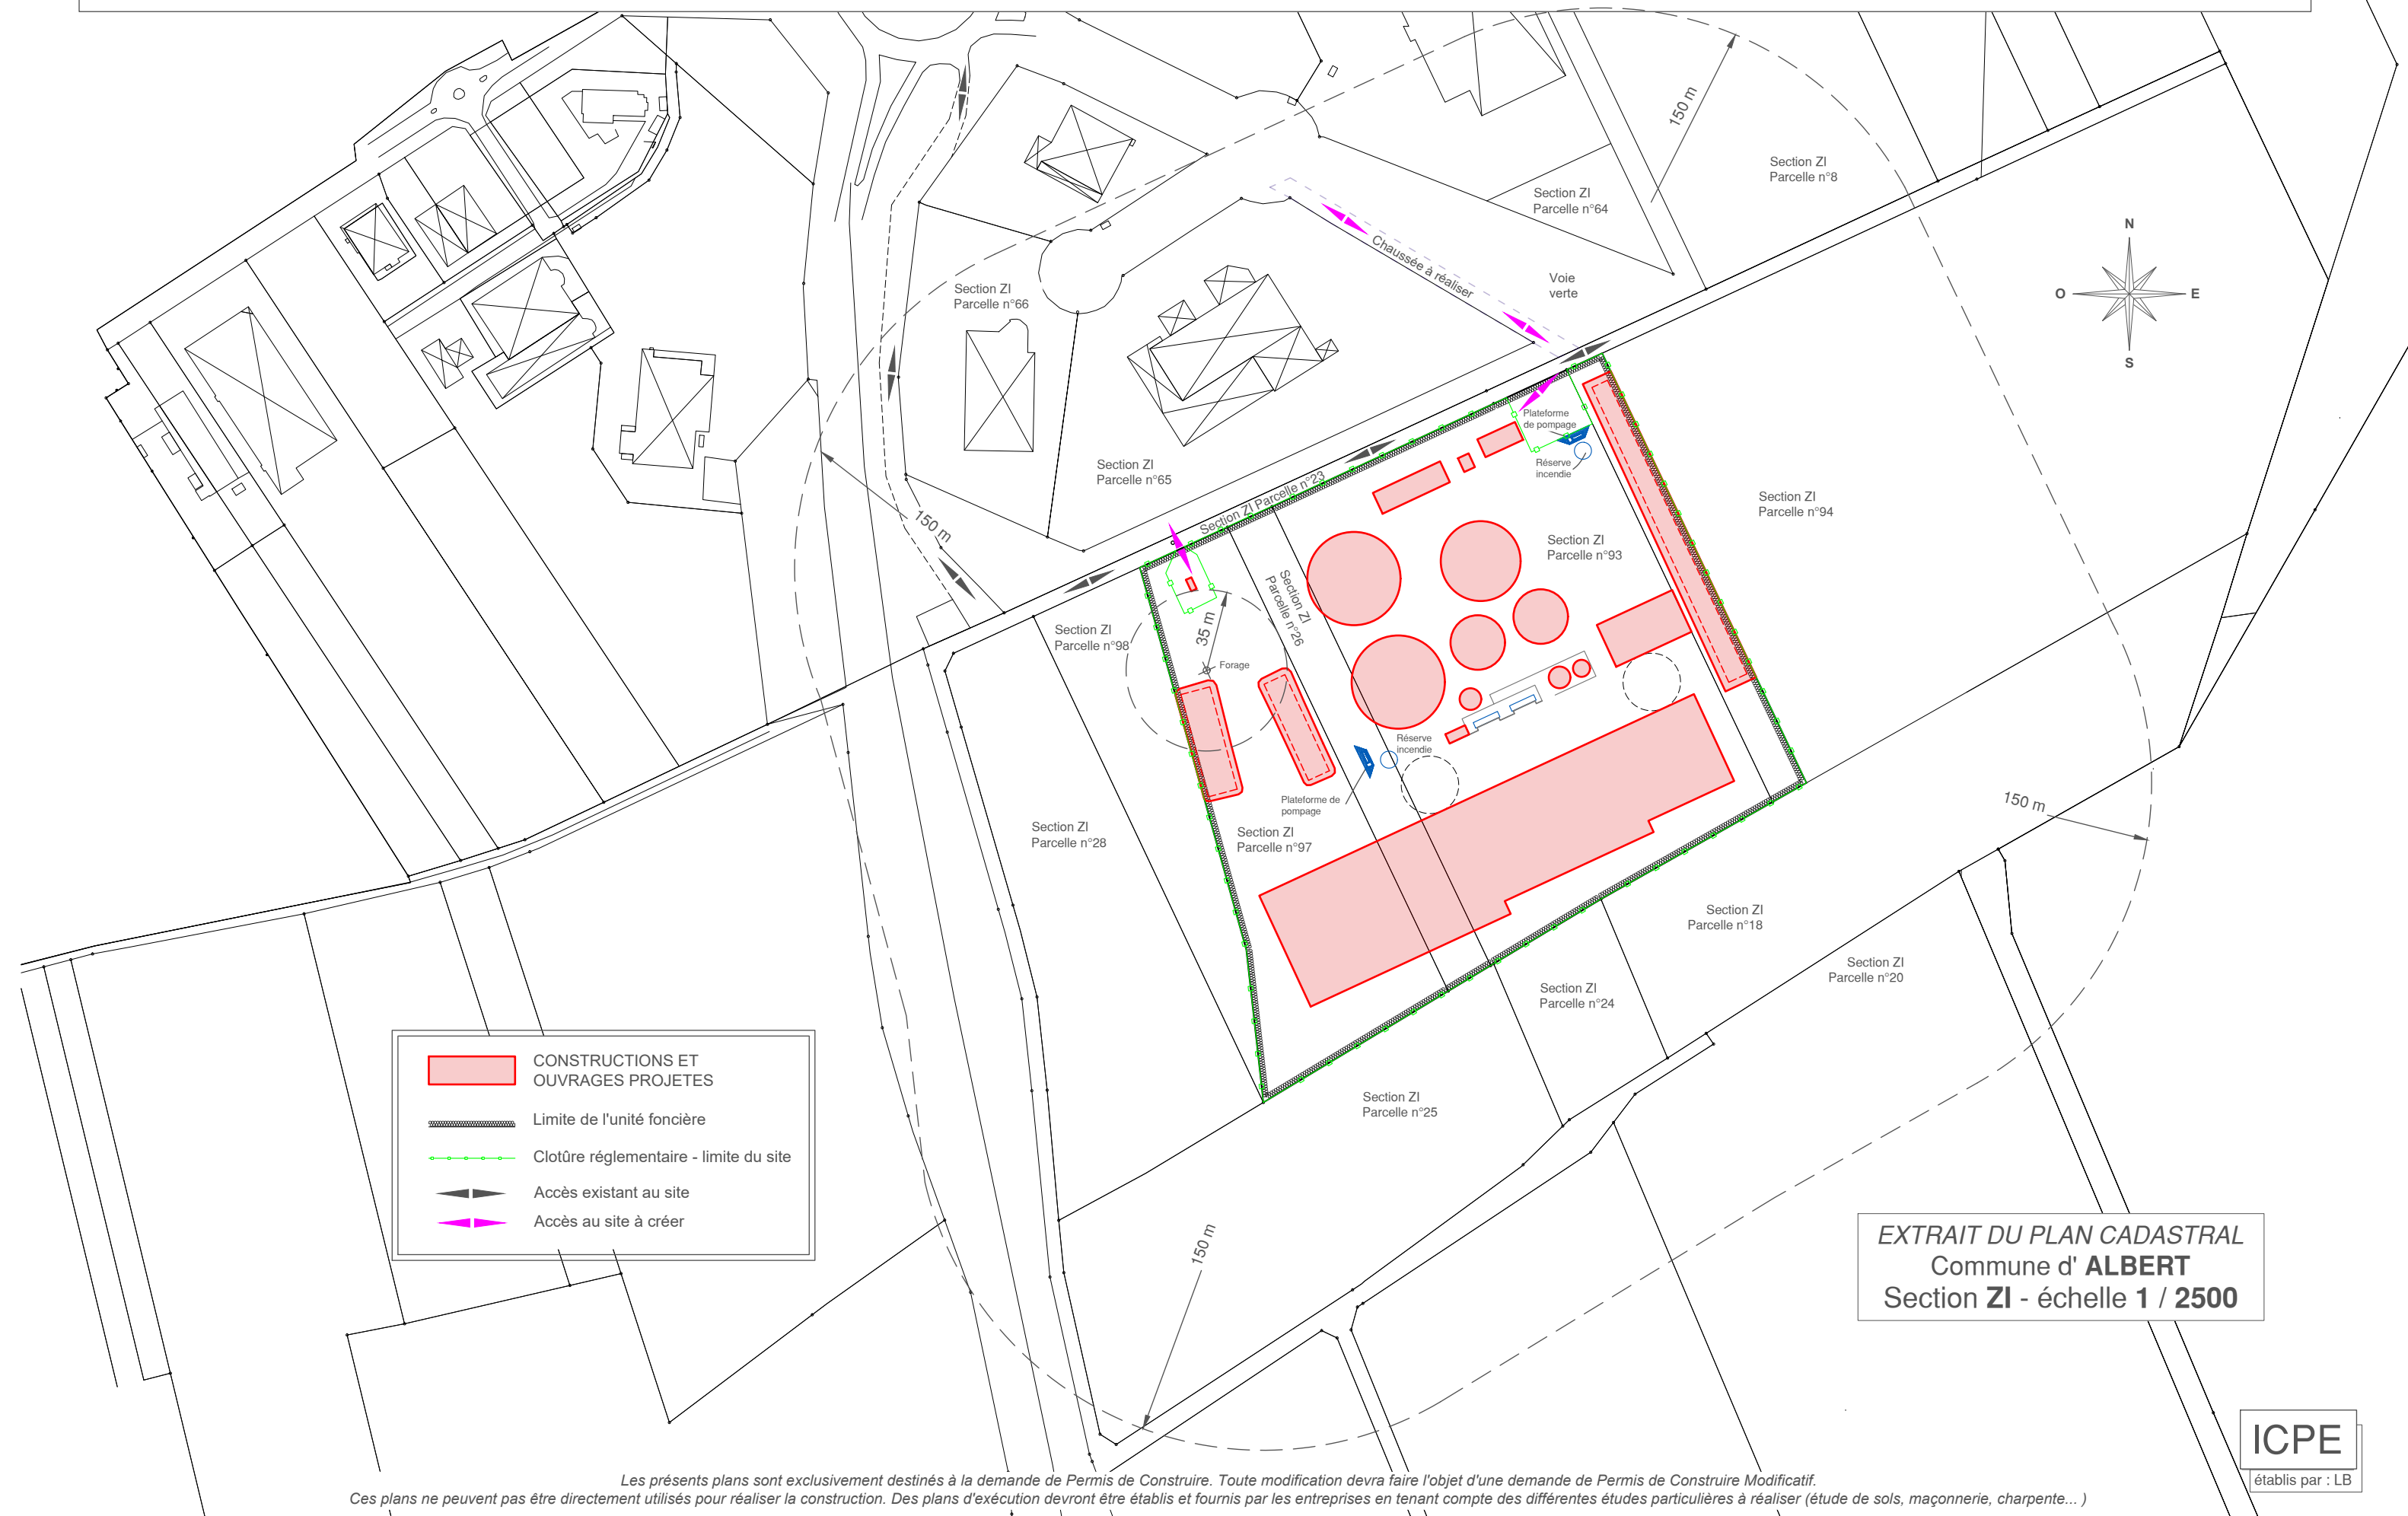 150 m
Section ZI
Parcelle n°8
Section ZI
Parcelle n°64
N
O
E
S
Chaussée à réaliser
Voie
verte
Section ZI
Parcelle n°66
Plateforme
de pompage
Réserve
incendie
Section ZI
Parcelle n°65
Section ZI Parcelle n°23
Section ZI
Parcelle n°94
150 m
Section ZI
Parcelle n°93
Section ZI
Parcelle n°26
Section ZI
Parcelle n°98
35 m
Forage
Réserve
incendie
Plateforme de
pompage
150 m
Section ZI
Parcelle n°28
Section ZI
Parcelle n°97
Section ZI
Parcelle n°18
Section ZI
Parcelle n°20
Section ZI
Parcelle n°24
Section ZI
Parcelle n°25
CONSTRUCTIONS ET
OUVRAGES PROJETES
Limite de l'unité foncière
Clotûre réglementaire - limite du site
Accès existant au site
Accès au site à créer
150 m
EXTRAIT DU PLAN CADASTRAL
Commune d' ALBERT
Section ZI - échelle 1 / 2500
ICPE
établis par : LB
Les présents plans sont exclusivement destinés à la demande de Permis de Construire. Toute modification devra faire l'objet d'une demande de Permis de Construire Modificatif.
Ces plans ne peuvent pas être directement utilisés pour réaliser la construction. Des plans d'exécution devront être établis et fournis par les entreprises en tenant compte des différentes études particulières à réaliser (étude de sols, maçonnerie, charpente... )